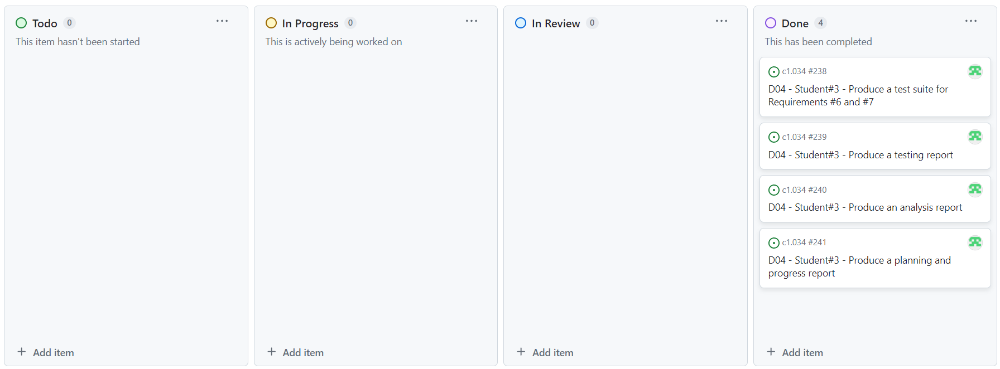 Todo 0
This item hasn't been started
Add item
In Progress 0
This is actively being worked on
Add item
In Review 0
Add item
Done 4
This has been completed
c1.034 #238
D04 - Student#3 - Produce a test suite for
Requirements #6 and #7
c1.034 #239
D04 - Student#3 - Produce a testing report
c1.034 #240
D04 - Student#3 - Produce an analysis report
c1.034 #241
D04 - Student#3 - Produce a planning and
progress report
Add item